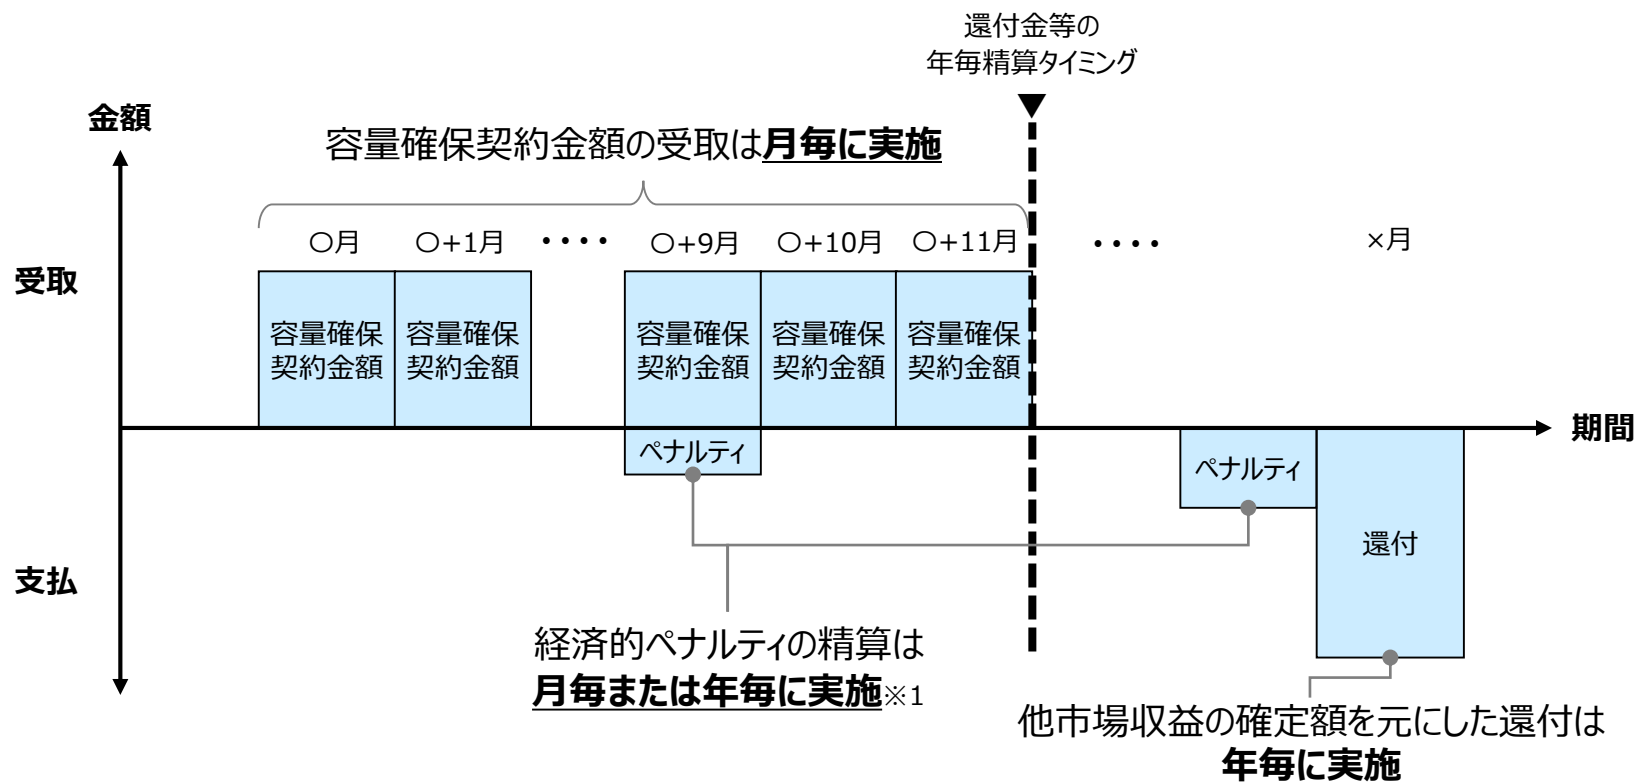 還付金等の
年毎精算タイミング
金額
容量確保契約金額の受取は月毎に実施
〇月 〇+1月 ・・・・ 〇+9月 〇+10月 〇+11月 ・・・・ ×月
受取
容量確保
契約金額
容量確保
契約金額
容量確保
契約金額
容量確保
契約金額
容量確保
契約金額
期間
ペナルティ
ペナルティ
還付
支払
経済的ペナルティの精算は
月毎または年毎に実施※1
他市場収益の確定額を元にした還付は
年毎に実施